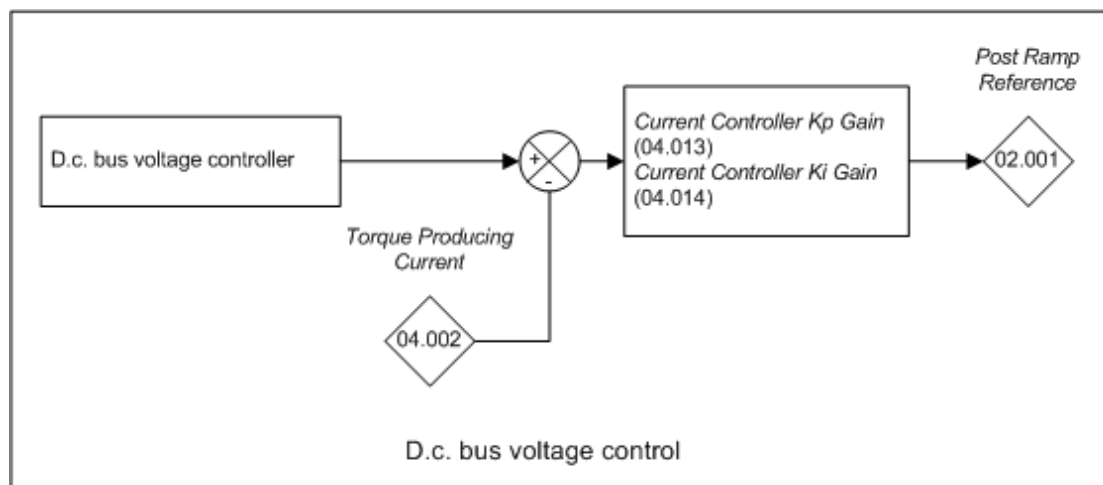 Post Ramp
Reference
D.c. bus voltage controller
+
-
Current Controller Kp Gain
(04.013)
Current Controller Ki Gain
(04.014)
02.001
Torque Producing
Current
04.002
D.c. bus voltage control